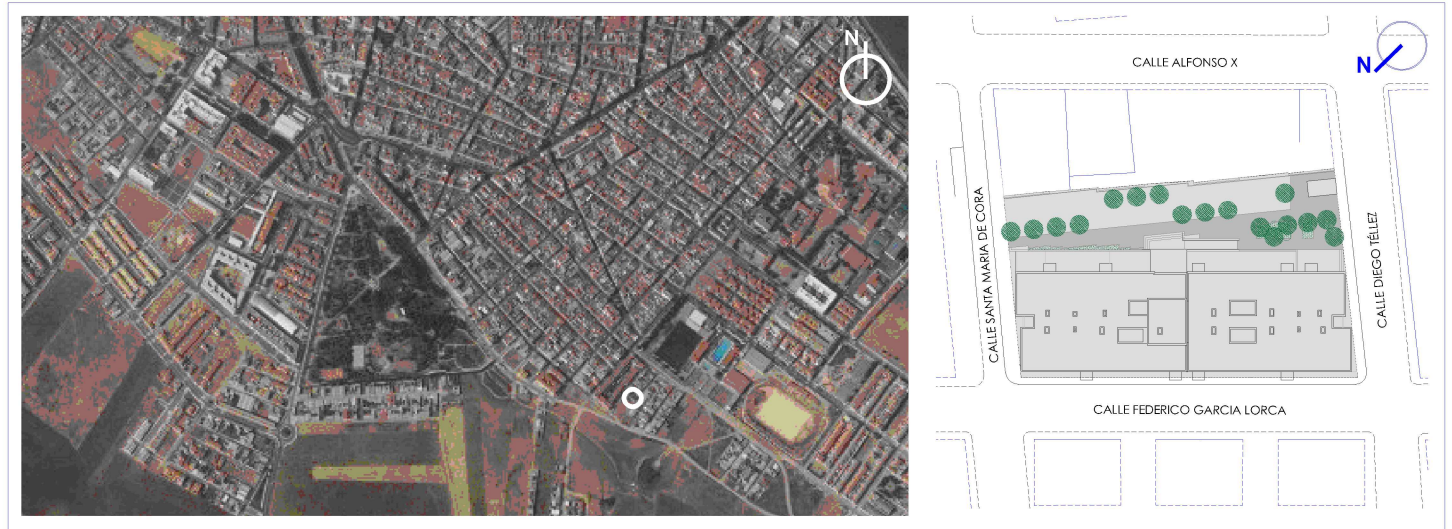 N
CALLE ALFONSO X
N
CALLE SANTA MARIA DE CORA
CALLE DIEGO TÉLLEZ
CALLE FEDERICO GARCIA LORCA